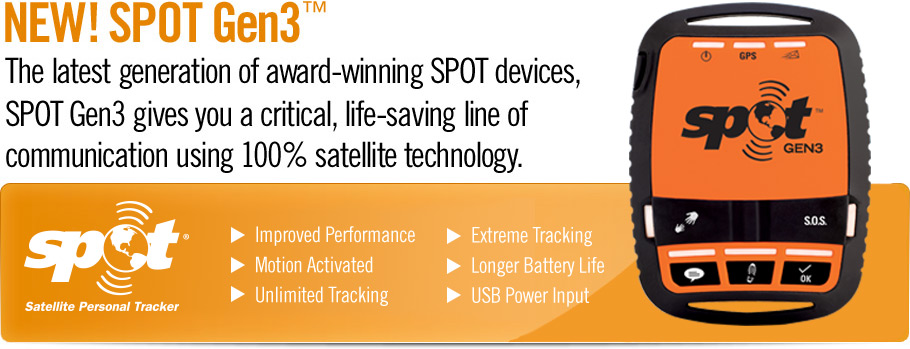 NEW! SPOT Gen3™
The latest generation of award-winning SPOT devices,
SPOT Gen3 gives you a critical, life-saving line of
communication using 100% satellite technology.
spot®
Satellite Personal Tracker
Improved Performance
Motion Activated
Unlimited Tracking
Extreme Tracking
Longer Battery Life
USB Power Input
GPS
spot™
GEN3
S.O.S.
OK